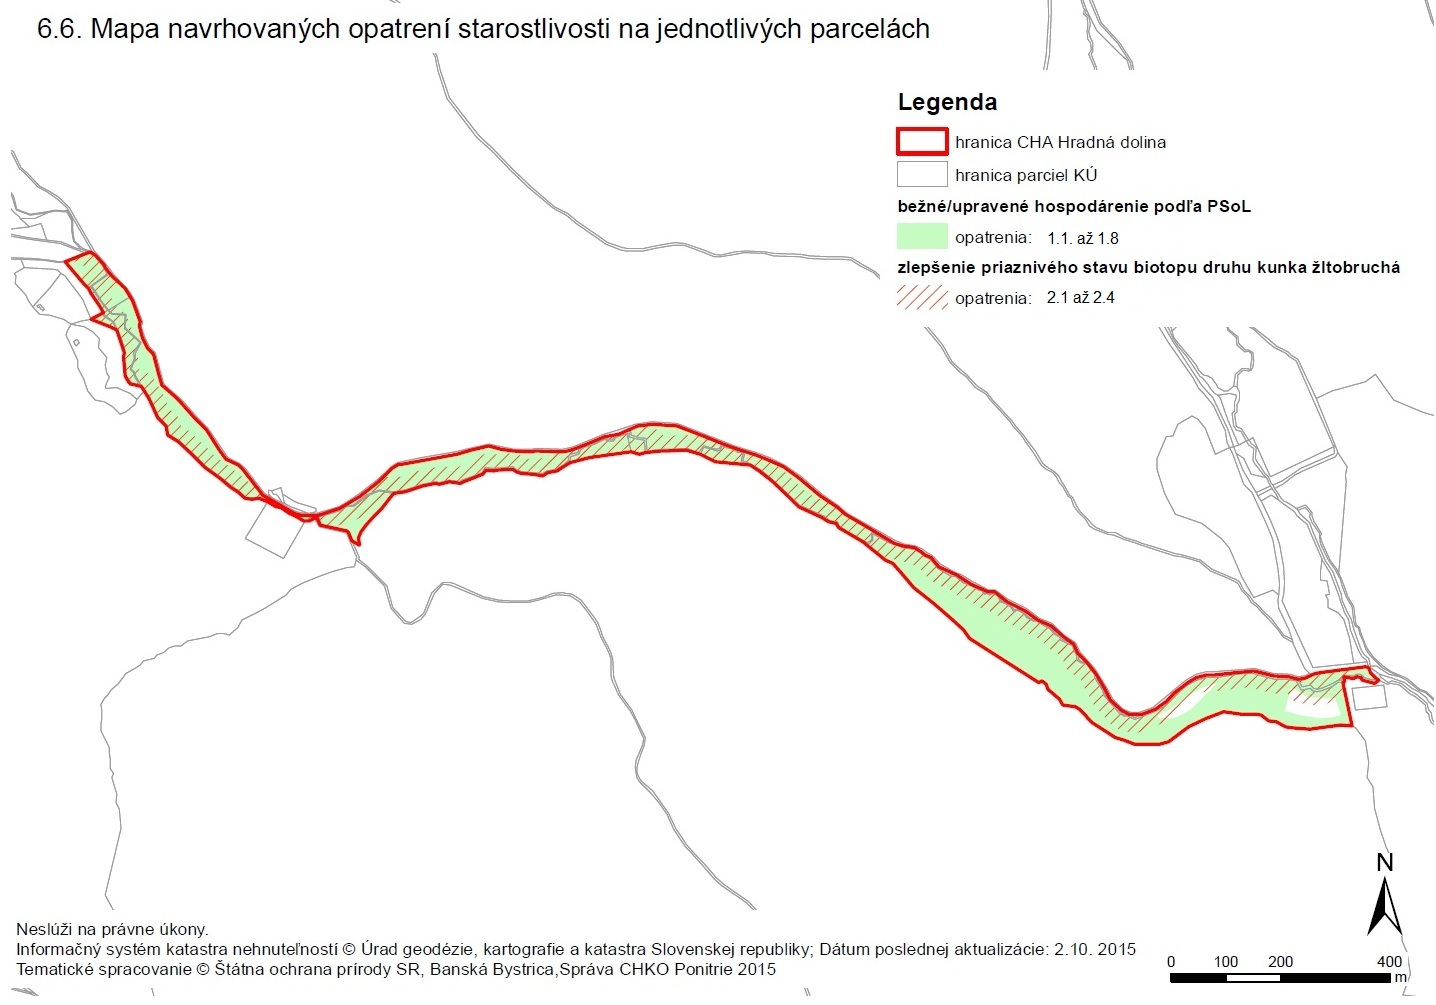 6.6. Mapa navrhovaných opatrení starostlivosti na jednotlivých parcelách
Legenda
hranica CHA Hradná dolina
hranica parciel KÚ
bežné/upravené hospodárenie podľa PSoL
opatrenia: 1.1. až 1.8
zlepšenie priaznivého stavu biotopu druhu kunka žltobruchá
opatrenia: 2.1 až 2.4
N
Neslúži na právne úkony.
Informačný systém katastra nehnuteľností © Úrad geodézie, kartografie a katastra Slovenskej republiky; Dátum poslednej aktualizácie: 2.10. 2015
Tematické spracovanie © Štátna ochrana prírody SR, Banská Bystrica,Správa CHKO Ponitrie 2015
0 100 200 400
m